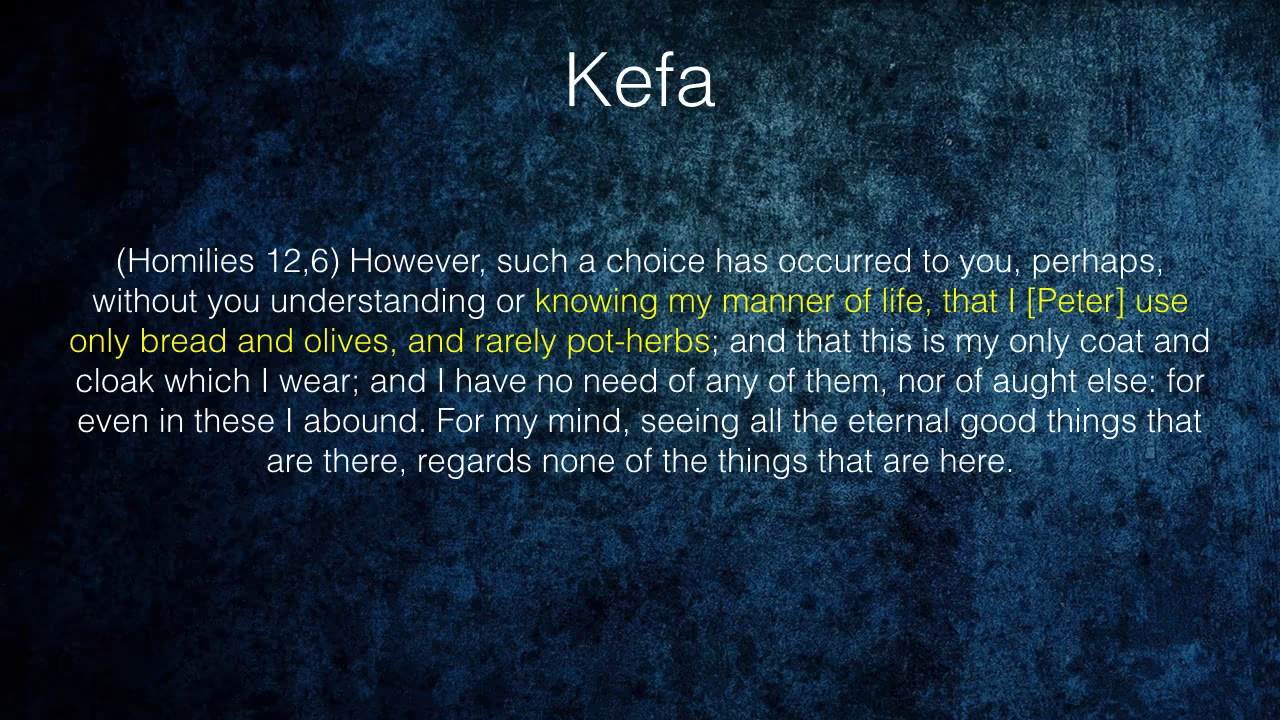 Kefa
(Homilies 12,6) However, such a choice has occurred to you, perhaps,
without you understanding or knowing my manner of life, that I [Peter] use
only bread and olives, and rarely pot-herbs; and that this is my only coat and
cloak which I wear; and I have no need of any of them, nor of aught else: for
even in these I abound. For my mind, seeing all the eternal good things that
are there, regards none of the things that are here.